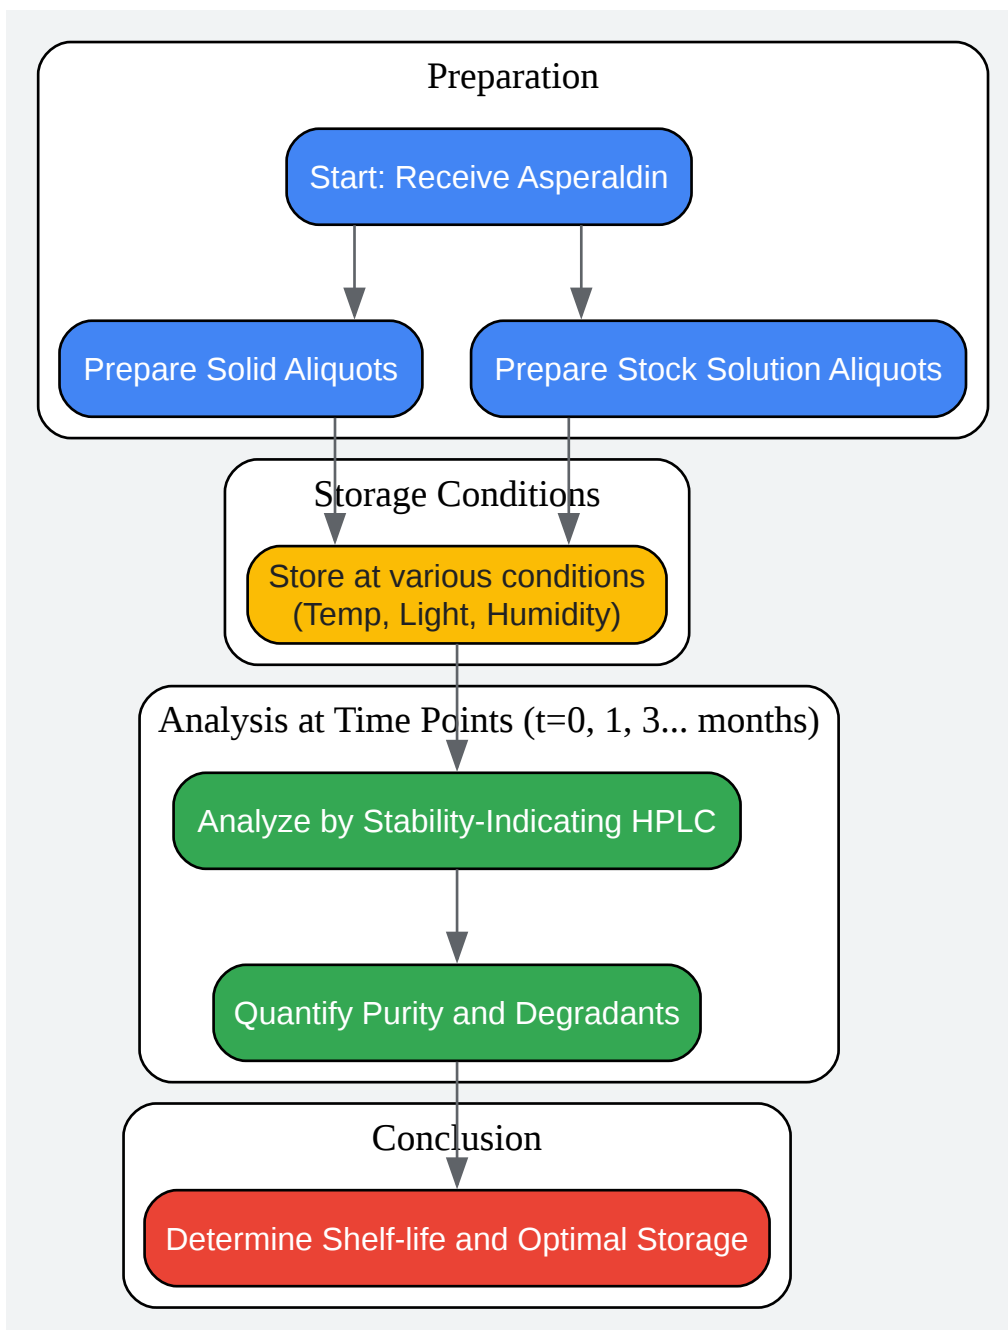 Preparation
Start: Receive Asperaldin
Prepare Solid Aliquots
Prepare Stock Solution Aliquots
Storage Conditions
Store at various conditions
(Temp, Light, Humidity)
Analysis at Time Points (t=0, 1, 3... months)
Analyze by Stability-Indicating HPLC
Quantify Purity and Degradants
Conclusion
Determine Shelf-life and Optimal Storage